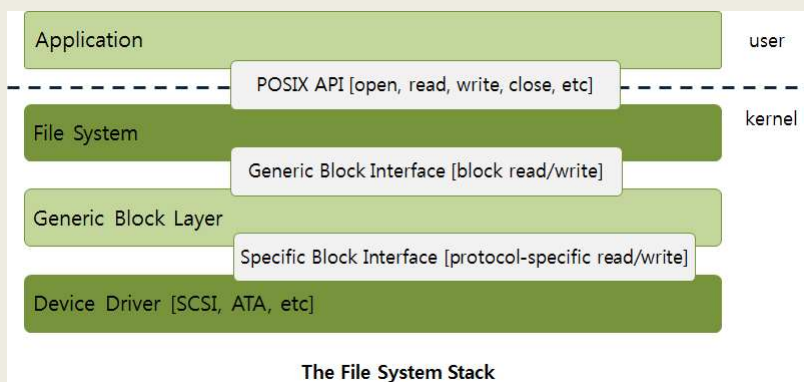 Application
user
POSIX API [open, read, write, close, etc]
File System
kernel
Generic Block Interface [block read/write]
Generic Block Layer
Specific Block Interface [protocol-specific read/write]
Device Driver [SCSI, ATA, etc]
The File System Stack